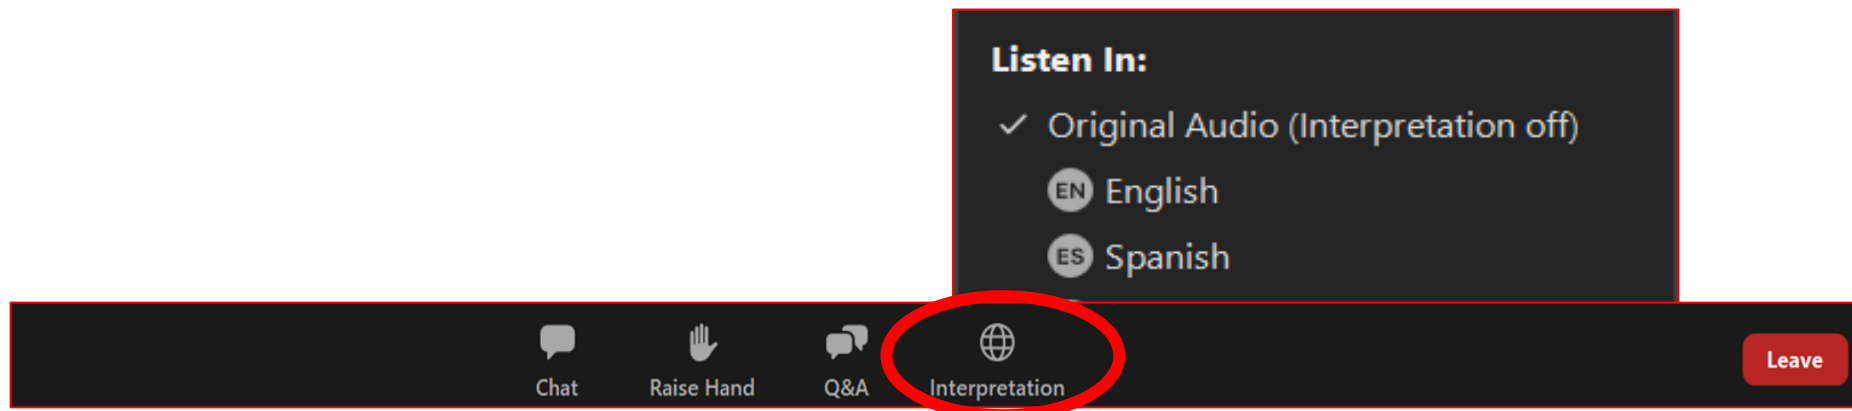 Listen In:
Original Audio (Interpretation off)
EN English
ES Spanish
Chat Raise Hand Q&A Interpretation Leave